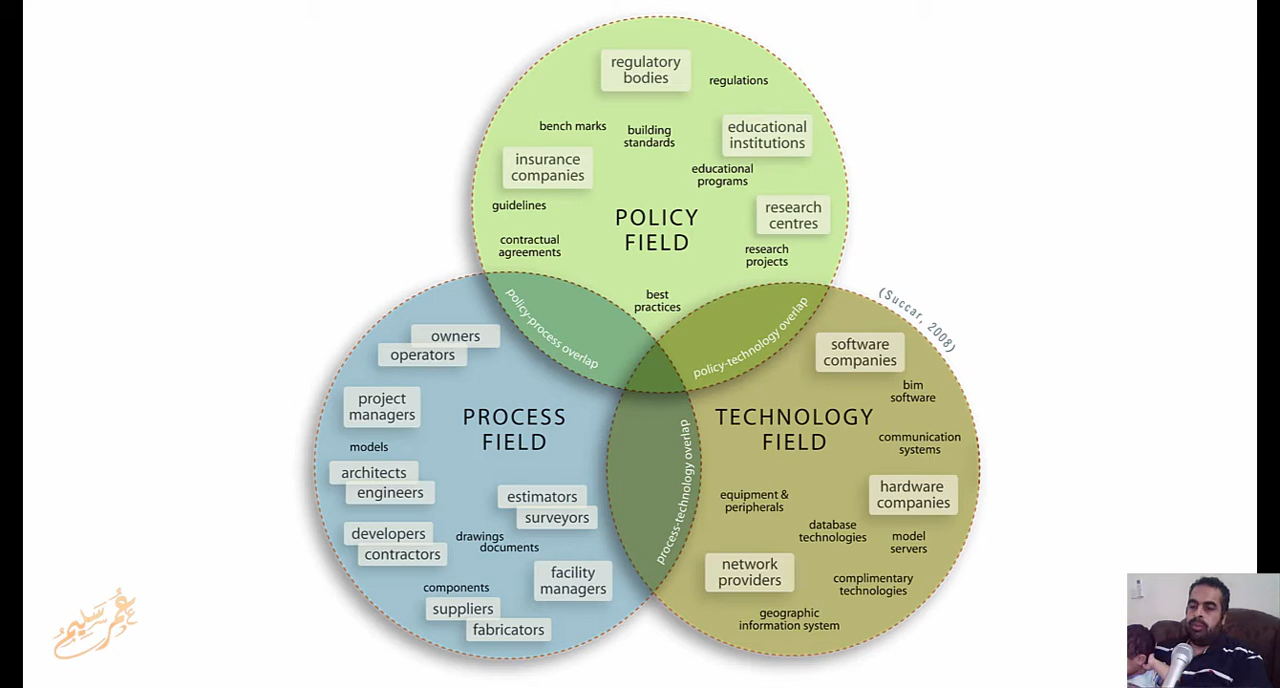 regulatory
bodies
regulations
bench marks
building
standards
educational
institutions
insurance
companies
educational
programs
guidelines
POLICY
FIELD
research
centres
contractual
agreements
research
projects
best
practices
policy-process overlap
policy-technology overlap
(Succar, 2008)
owners
operators
project
managers
PROCESS
FIELD
models
architects
engineers
estimators
surveyors
developers
contractors
drawings
documents
components
facility
managers
suppliers
fabricators
process-technology overlap
software
companies
bim
software
TECHNOLOGY
FIELD
communication
systems
hardware
companies
equipment &
peripherals
database
technologies
model
servers
network
providers
complimentary
technologies
geographic
information system
عُمَر سَلِيم